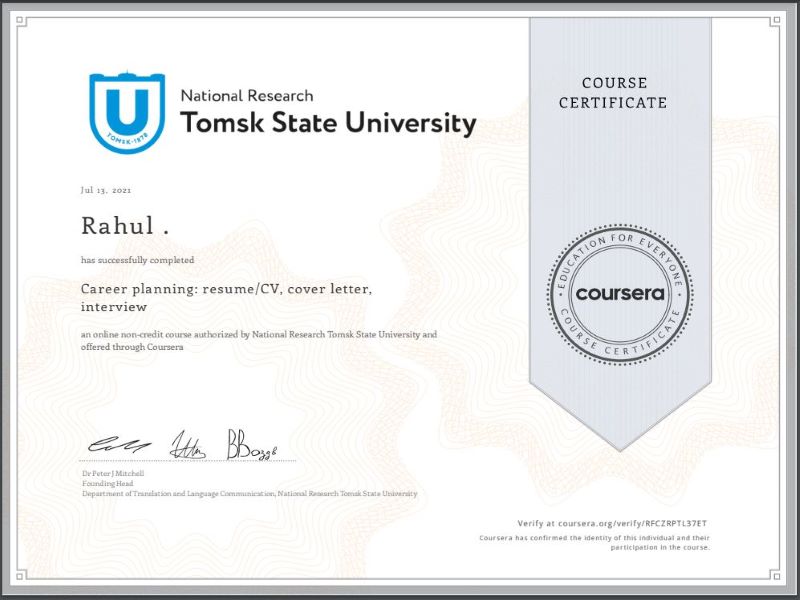 National Research
Tomsk State University
TOMSK·1878
COURSE
CERTIFICATE
Jul 13, 2021
Rahul .
has successfully completed
Career planning: resume/CV, cover letter,
interview
an online non-credit course authorized by National Research Tomsk State University and
offered through Coursera
EDUCATION FOR EVERYONE
coursera
COURSE CERTIFICATE
Dr Peter J Mitchell
Founding Head
Department of Translation and Language Communication, National Research Tomsk State University
Verify at coursera.org/verify/RFCZRPTL37ET
Coursera has confirmed the identity of this individual and their
participation in the course.